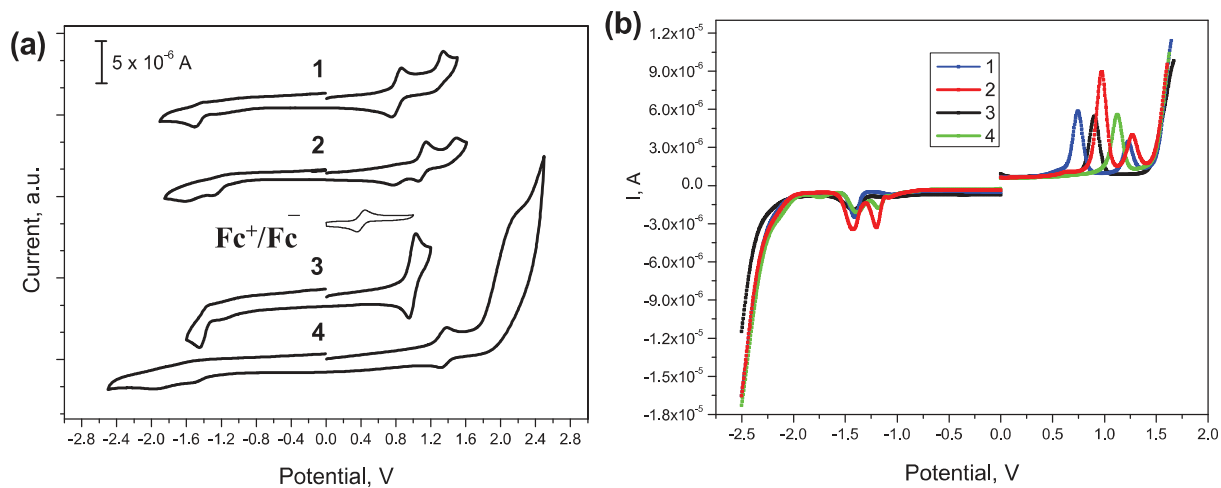 (a)
5 x 10⁻⁶ A
1
2
Fc⁺/Fc
3
4
Current, a.u.
-2.8 -2.4 -2.0 -1.6 -1.2 -0.8 -0.4 0.0 0.4 0.8 1.2 1.6 2.0 2.4 2.8
Potential, V
(b)
1.2x10⁻⁵
9.0x10⁻⁶
6.0x10⁻⁶
3.0x10⁻⁶
0.0
-3.0x10⁻⁶
-6.0x10⁻⁶
-9.0x10⁻⁶
-1.2x10⁻⁵
-1.5x10⁻⁵
-1.8x10⁻⁵
I, A
1
2
3
4
-2.5 -2.0 -1.5 -1.0 -0.5 0.0 0.5 1.0 1.5 2.0
Potential, V